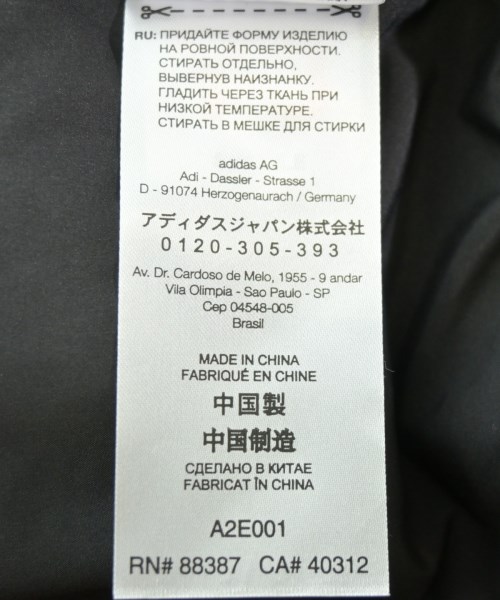 RU: ПРИДАЙТЕ ФОРМУ ИЗДЕЛИЮ
НА РОВНОЙ ПОВЕРХНОСТИ.
СТИРАТЬ ОТДЕЛЬНО,
ВЫВЕРНУВ НАИЗНАНКУ.
ГЛАДИТЬ ЧЕРЕЗ ТКАНЬ ПРИ
НИЗКОЙ ТЕМПЕРАТУРЕ.
СТИРАТЬ В МЕШКЕ ДЛЯ СТИРКИ
adidas AG
Adi - Dassler - Strasse 1
D - 91074 Herzogenaurach / Germany
アディダスジャパン株式会社
0120-305-393
Av. Dr. Cardoso de Melo, 1955 - 9 andar
Vila Olimpia - Sao Paulo - SP
Cep 04548-005
Brasil
MADE IN CHINA
FABRIQUÉ EN CHINE
中国製
中国制造
СДЕЛАНО В КИТАЕ
FABRICAT ÎN CHINA
A2E001
RN# 88387 CA# 40312